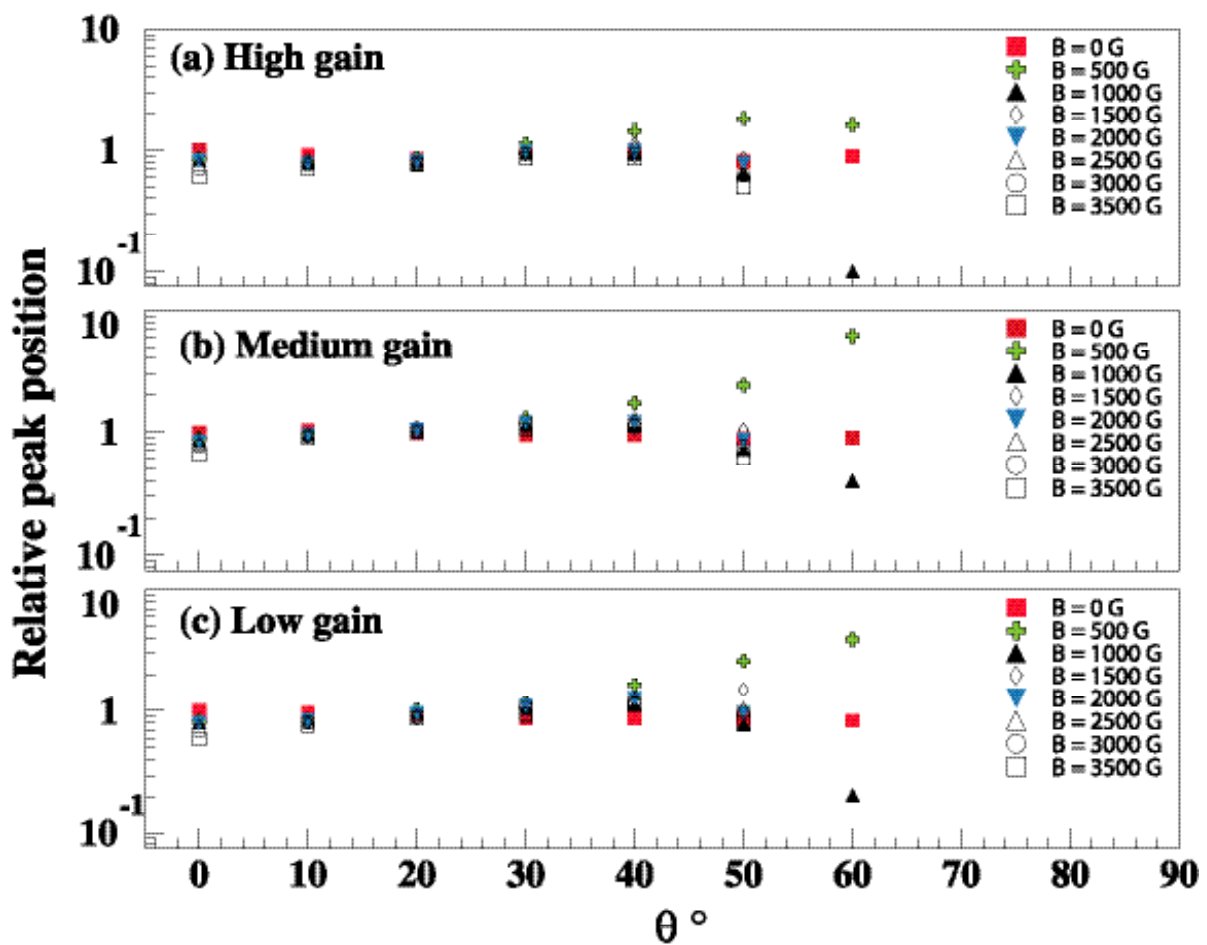 Relative peak position
10
1
10
-1
(a) High gain
B = 0 G
B = 500 G
B = 1000 G
B = 1500 G
B = 2000 G
B = 2500 G
B = 3000 G
B = 3500 G
10
1
10
-1
(b) Medium gain
B = 0 G
B = 500 G
B = 1000 G
B = 1500 G
B = 2000 G
B = 2500 G
B = 3000 G
B = 3500 G
10
1
10
-1
(c) Low gain
B = 0 G
B = 500 G
B = 1000 G
B = 1500 G
B = 2000 G
B = 2500 G
B = 3000 G
B = 3500 G
0 10 20 30 40 50 60 70 80 90
θ °